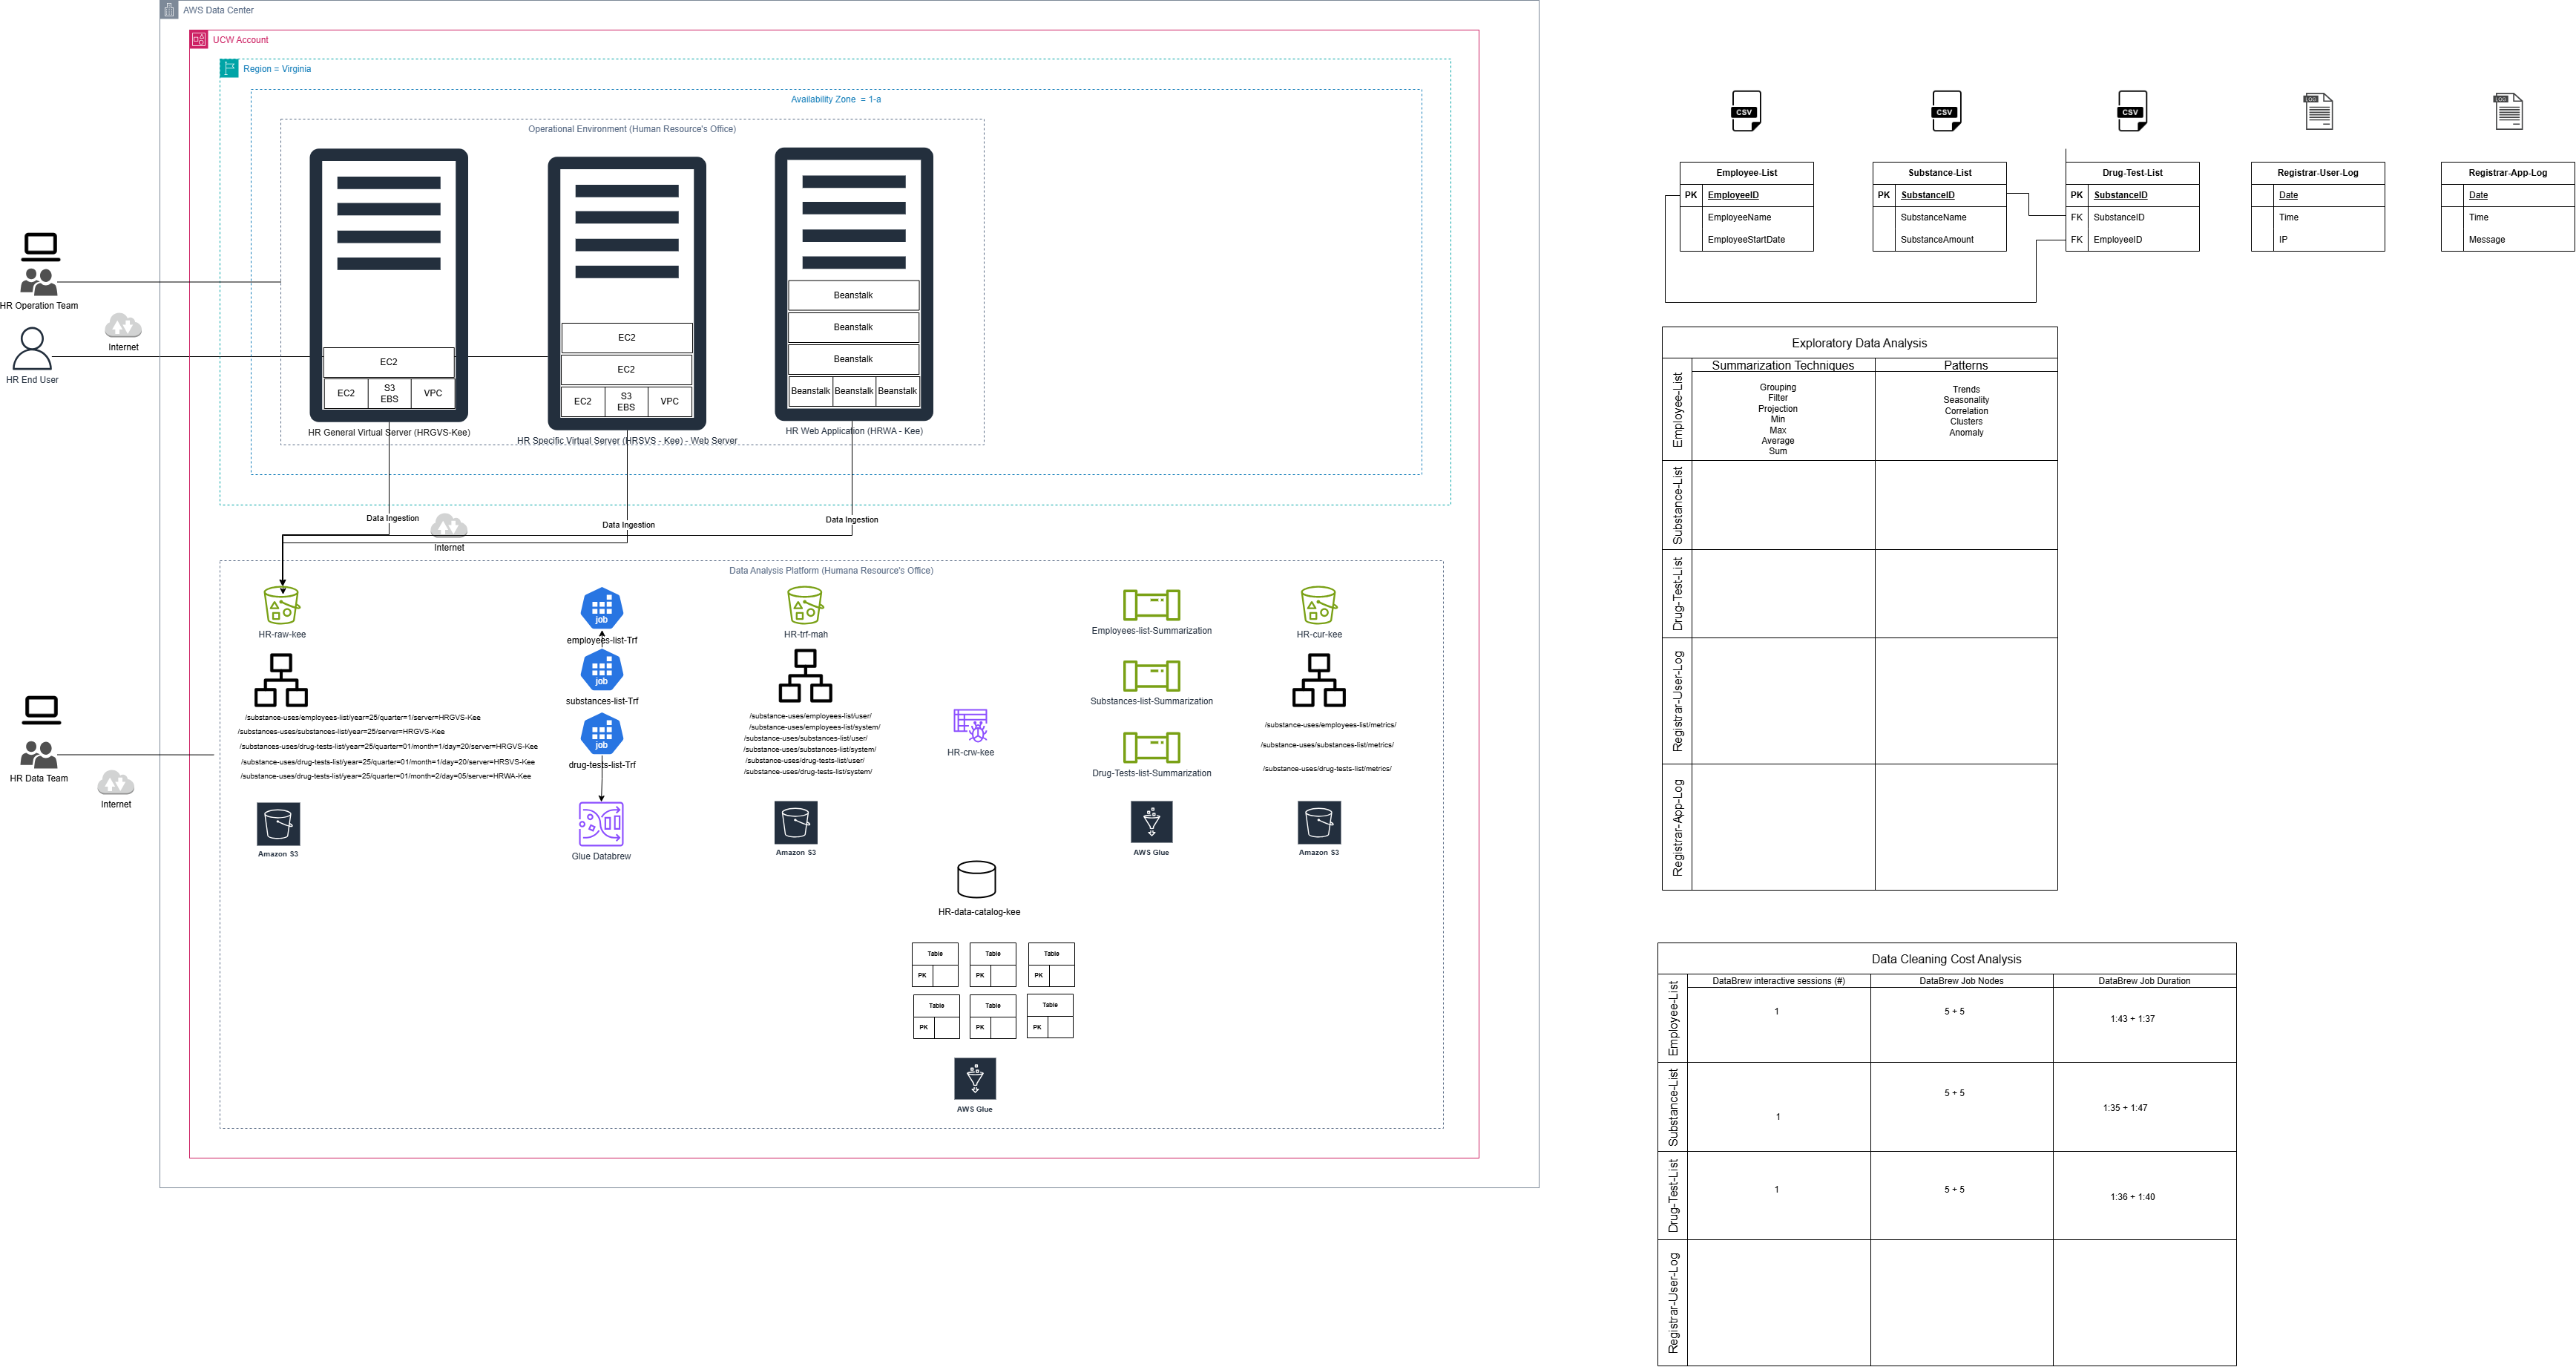 AWS Data Center
UCW Account
Region = Virginia
Availability Zone  = 1-a
Operational Environment (Human Resource's Office)
Beanstalk
Beanstalk
Beanstalk
Beanstalk
Beanstalk
Beanstalk
EC2
EC2
EC2
S3
EBS
VPC
EC2
EC2
S3
EBS
VPC
HR General Virtual Server (HRGVS-Kee)
HR Specific Virtual Server (HRSVS - Kee) - Web Server
HR Web Application (HRWA - Kee)
HR Operation Team
Internet
HR End User
Data Ingestion
Data Ingestion
Data Ingestion
Internet
Data Analysis Platform (Humana Resource's Office)
HR-raw-kee
/substance-uses/employees-list/year=25/quarter=1/server=HRGVS-Kee
/substances-uses/substances-list/year=25/server=HRGVS-Kee
/substances-uses/drug-tests-list/year=25/quarter=01/month=1/day=20/server=HRGVS-Kee
/substance-uses/drug-tests-list/year=25/quarter=01/month=1/day=20/server=HRSVS-Kee
/substance-uses/drug-tests-list/year=25/quarter=01/month=2/day=05/server=HRWA-Kee
Amazon S3
job
employees-list-Trf
job
substances-list-Trf
job
drug-tests-list-Trf
Glue Databrew
HR-trf-mah
/substance-uses/employees-list/user/
/substance-uses/employees-list/system/
/substance-uses/substances-list/user/
/substance-uses/substances-list/system/
/substance-uses/drug-tests-list/user/
/substance-uses/drug-tests-list/system/
Amazon S3
HR-crw-kee
HR-data-catalog-kee
Table
PK
Table
PK
Table
PK
Table
PK
Table
PK
Table
PK
AWS Glue
Employees-list-Summarization
Substances-list-Summarization
Drug-Tests-list-Summarization
AWS Glue
HR-cur-kee
/substance-uses/employees-list/metrics/
/substance-uses/substances-list/metrics/
/substance-uses/drug-tests-list/metrics/
Amazon S3
HR Data Team
Internet
CSV
CSV
CSV
LOG
LOG
Employee-List
PK EmployeeID
EmployeeName
EmployeeStartDate
Substance-List
PK SubstanceID
SubstanceName
SubstanceAmount
Drug-Test-List
PK SubstanceID
FK SubstanceID
FK EmployeeID
Registrar-User-Log
Date
Time
IP
Registrar-App-Log
Date
Time
Message
Exploratory Data Analysis
Summarization Techniques
Patterns
Employee-List
Grouping
Filter
Projection
Min
Max
Average
Sum
Trends
Seasonality
Correlation
Clusters
Anomaly
Substance-List
Drug-Test-List
Registrar-User-Log
Registrar-App-Log
Data Cleaning Cost Analysis
DataBrew interactive sessions (#)
DataBrew Job Nodes
DataBrew Job Duration
Employee-List
1
5 + 5
1:43 + 1:37
Substance-List
1
5 + 5
1:35 + 1:47
Drug-Test-List
1
5 + 5
1:36 + 1:40
Registrar-User-Log